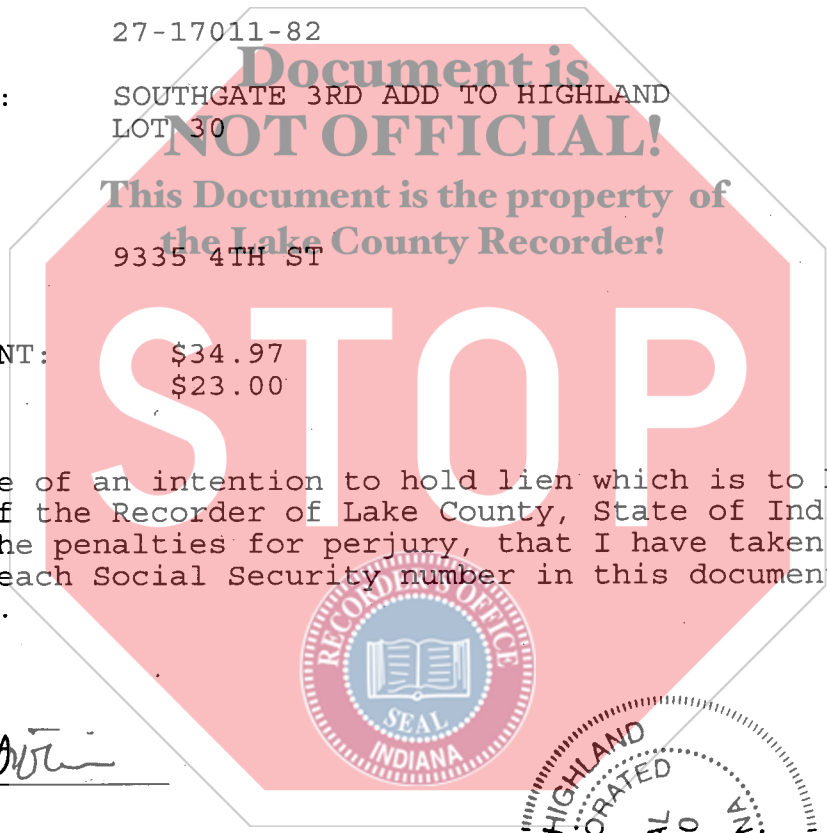 27-17011-82
Document is
: SOUTHGATE 3RD ADD TO HIGHLAND
LOT 30
NOT OFFICIAL!
This Document is the property of
the Lake County Recorder!
9335 4TH ST
NT: $34.97
$23.00
STOP
e of an intention to hold lien which is to
f the Recorder of Lake County, State of Ind
he penalties for perjury, that I have taken
each Social Security number in this documen
.
RECORDER'S OFFICE
SEAL
INDIANA
HIGHLAND
ORATED